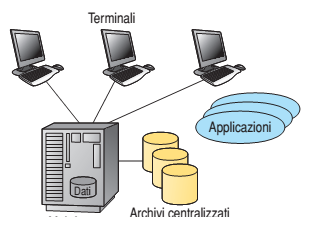 Terminali
Applicazioni
Dati
Archivi centralizzati